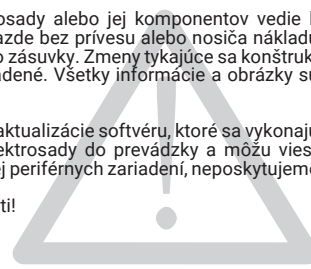 osady alebo jej komponentov vedie
azde bez prívesu alebo nosiča nákladu
o zásuvky. Zmeny týkajúce sa konštruk
adené. Všetky informácie a obrázky sú
aktualizácie softvéru, ktoré sa vykonajú
ektrosady do prevádzky a môžu vies
ej periférnych zariadení, neposkytujeme
ti!